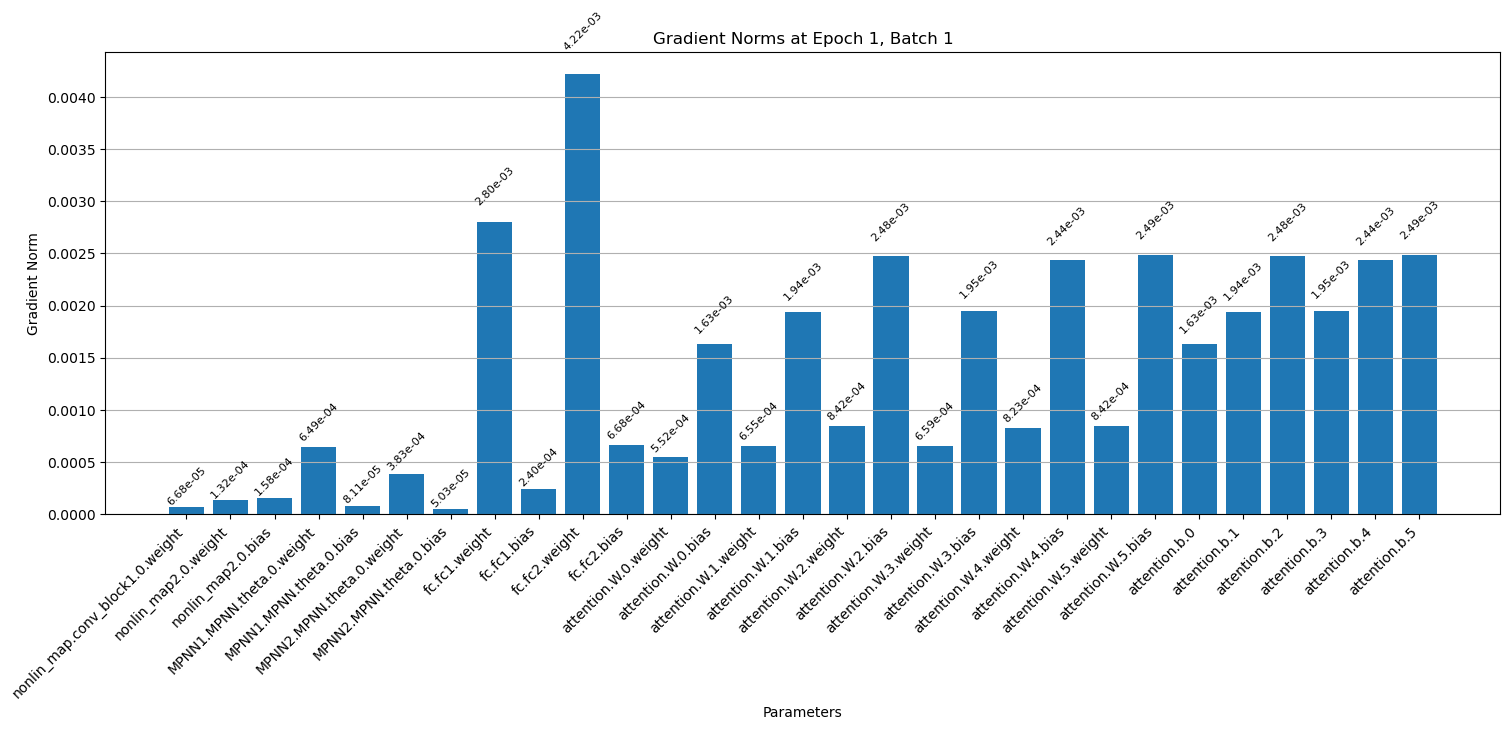 Gradient Norms at Epoch 1, Batch 1
Gradient Norm
0.0040
0.0035
0.0030
0.0025
0.0020
0.0015
0.0010
0.0005
0.0000
6.68e-05
1.32e-04
1.58e-04
6.49e-04
8.11e-05
3.83e-04
5.03e-05
2.80e-03
2.40e-04
4.22e-03
6.68e-04
5.52e-04
1.63e-03
6.55e-04
1.94e-03
8.42e-04
2.48e-03
6.59e-04
1.95e-03
8.23e-04
2.44e-03
8.42e-04
2.49e-03
1.63e-03
1.94e-03
2.48e-03
1.95e-03
2.44e-03
2.49e-03
nonlin_map.conv_block1.0.weight
nonlin_map2.0.weight
nonlin_map2.0.bias
MPNN1.MPNN.theta.0.weight
MPNN1.MPNN.theta.0.bias
MPNN2.MPNN.theta.0.weight
MPNN2.MPNN.theta.0.bias
fc.fc1.weight
fc.fc1.bias
fc.fc2.weight
fc.fc2.bias
attention.W.0.weight
attention.W.0.bias
attention.W.1.weight
attention.W.1.bias
attention.W.2.weight
attention.W.2.bias
attention.W.3.weight
attention.W.3.bias
attention.W.4.weight
attention.W.4.bias
attention.W.5.weight
attention.W.5.bias
attention.b.0
attention.b.1
attention.b.2
attention.b.3
attention.b.4
attention.b.5
Parameters